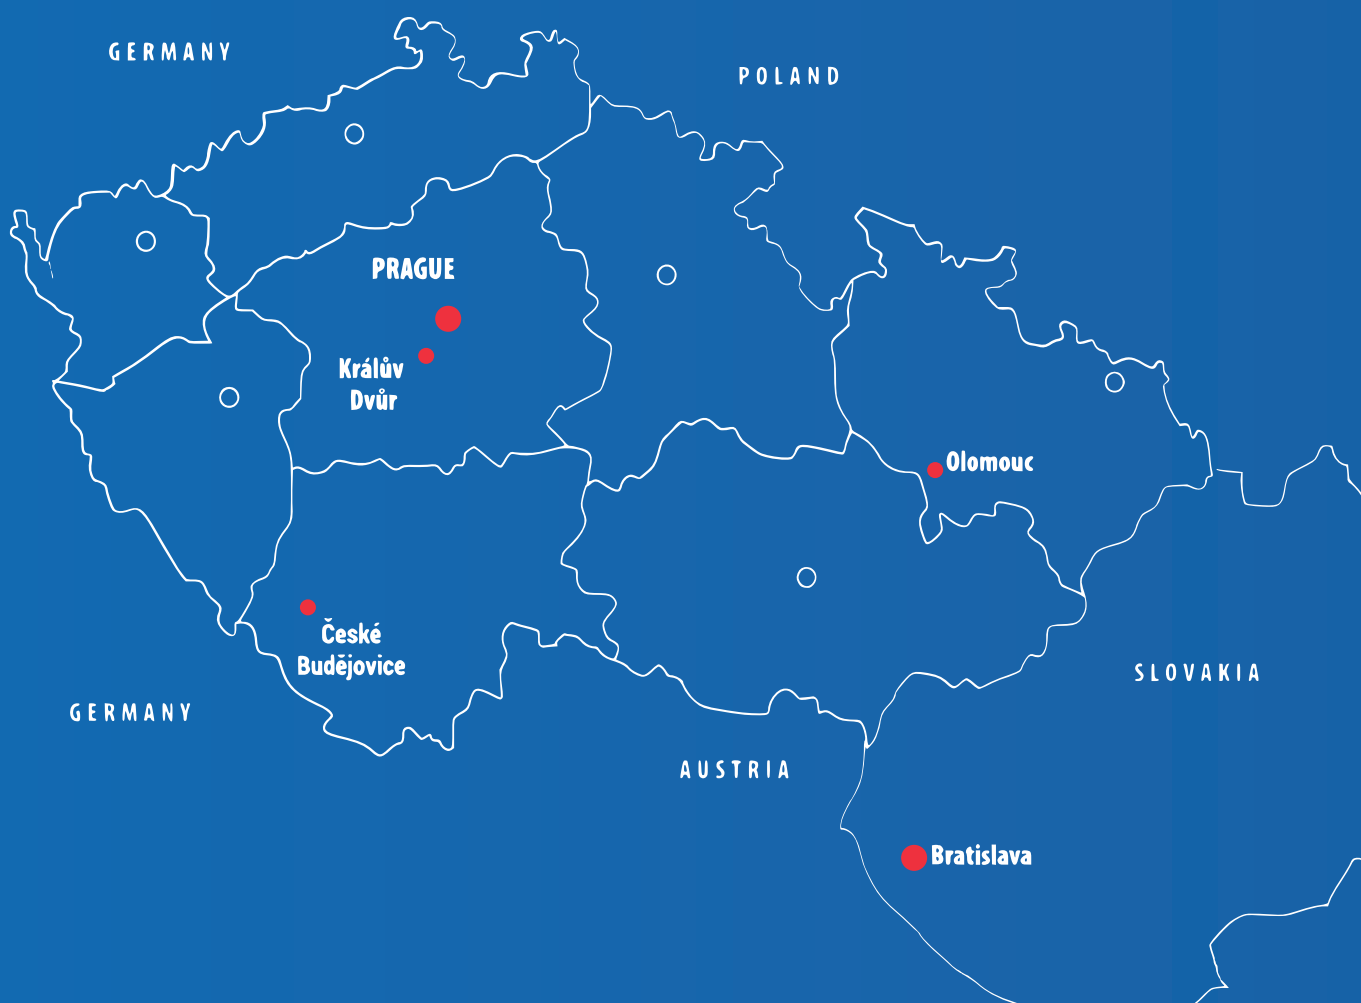 GERMANY
POLAND
PRAGUE
Králův
Dvůr
Olomouc
České
Budějovice
SLOVAKIA
GERMANY
AUSTRIA
Bratislava